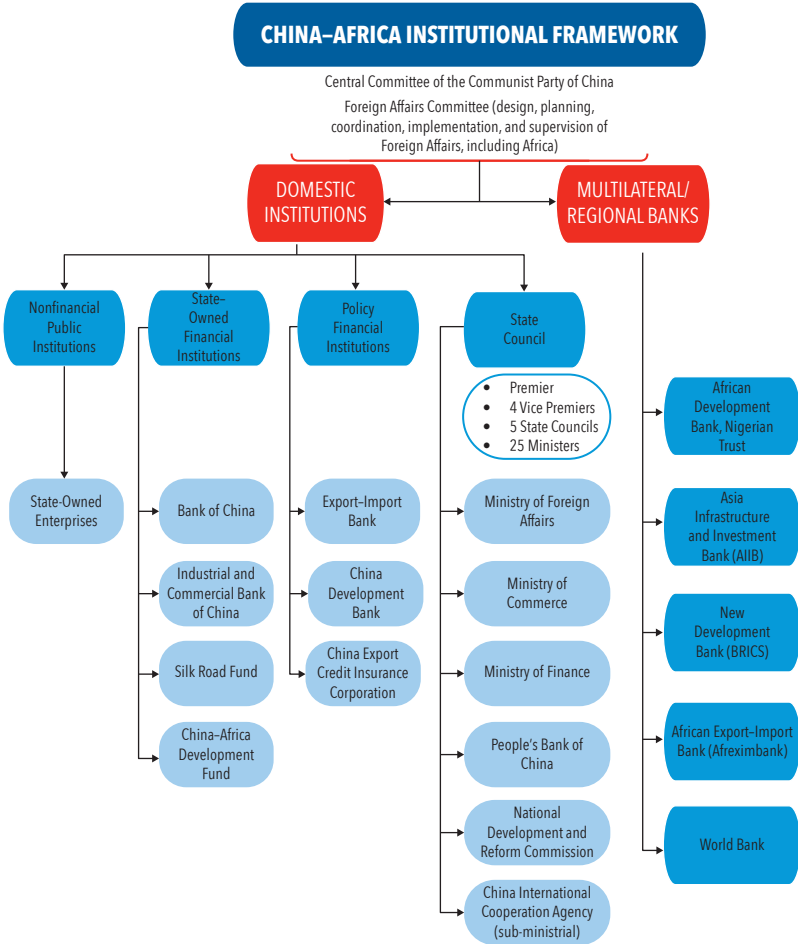 CHINA–AFRICA INSTITUTIONAL FRAMEWORK
Central Committee of the Communist Party of China
Foreign Affairs Committee (design, planning,
coordination, implementation, and supervision of
Foreign Affairs, including Africa)
DOMESTIC
INSTITUTIONS
MULTILATERAL/
REGIONAL BANKS
Nonfinancial
Public
Institutions
State–
Owned
Financial
Institutions
Policy
Financial
Institutions
State
Council
• Premier
• 4 Vice Premiers
• 5 State Councils
• 25 Ministers
State-Owned
Enterprises
Bank of China
Industrial and
Commercial Bank
of China
Silk Road Fund
China–Africa
Development
Fund
Export–Import
Bank
China
Development
Bank
China Export
Credit Insurance
Corporation
Ministry of Foreign
Affairs
Ministry of
Commerce
Ministry of Finance
People's Bank of
China
National
Development and
Reform Commission
China International
Cooperation Agency
(sub-ministrial)
African
Development
Bank, Nigerian
Trust
Asia
Infrastructure
and Investment
Bank (AIIB)
New
Development
Bank (BRICS)
African Export–Import
Bank (Afreximbank)
World Bank